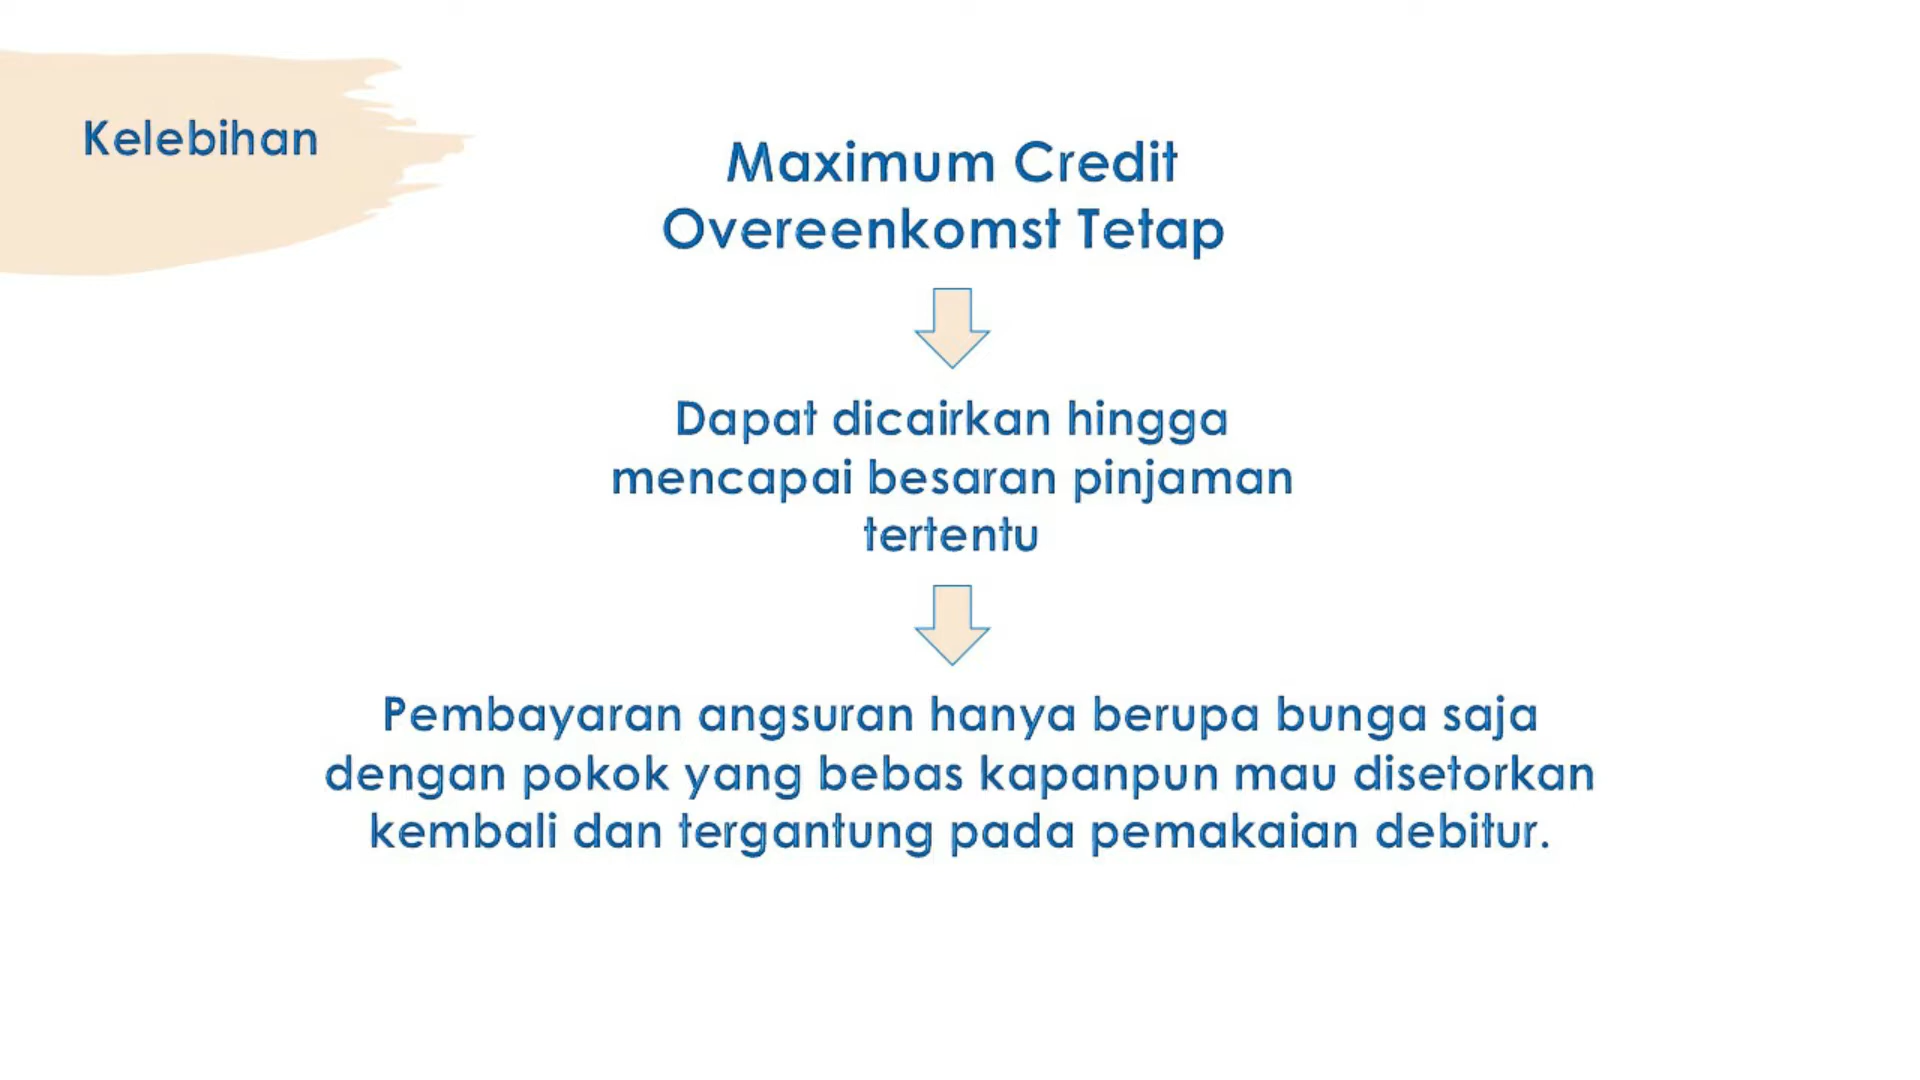 Kelebihan
Maximum Credit
Overeenkomst Tetap
Dapat dicairkan hingga
mencapai besaran pinjaman
tertentu
Pembayaran angsuran hanya berupa bunga saja
dengan pokok yang bebas kapanpun mau disetorkan
kembali dan tergantung pada pemakaian debitur.